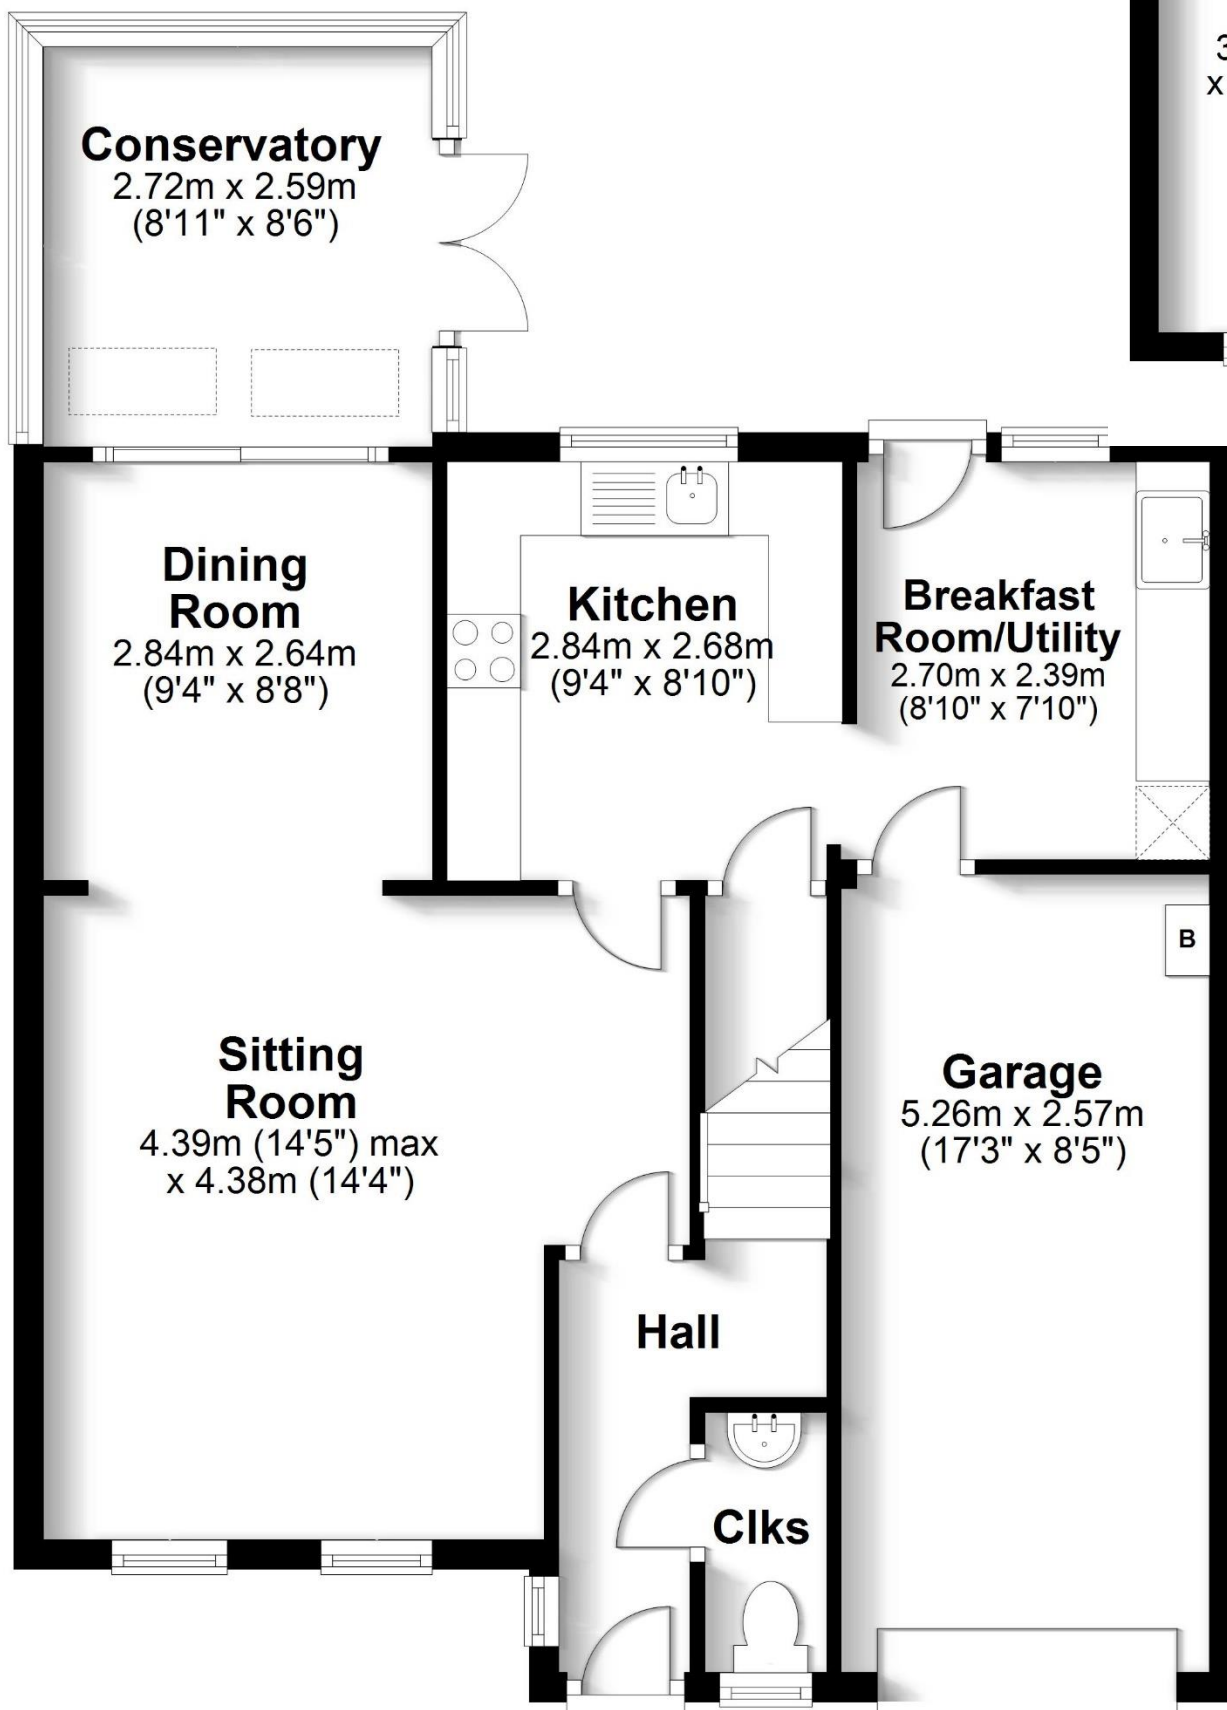 Conservatory
2.72m x 2.59m
(8'11" x 8'6")
3
x
Dining
Room
2.84m x 2.64m
(9'4" x 8'8")
Kitchen
2.84m x 2.68m
(9'4" x 8'10")
Breakfast
Room/Utility
2.70m x 2.39m
(8'10" x 7'10")
B
Sitting
Room
4.39m (14'5") max
x 4.38m (14'4")
Garage
5.26m x 2.57m
(17'3" x 8'5")
Hall
Clks